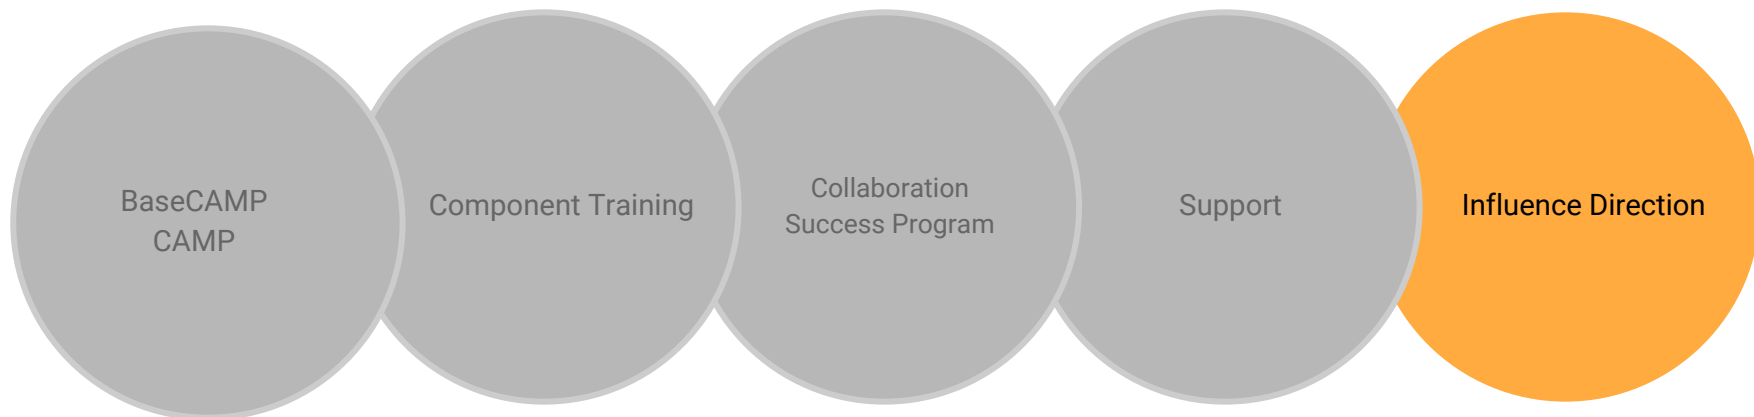 BaseCAMP
CAMP
Component Training
Collaboration
Success Program
Support
Influence Direction